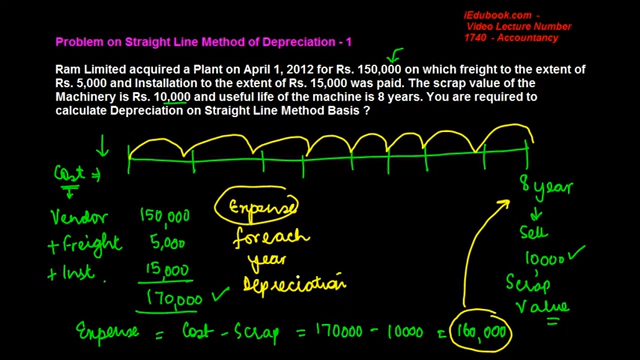 iEdubook.com -
Video Lecture Number
1740 - Accountancy
Problem on Straight Line Method of Depreciation - 1
Ram Limited acquired a Plant on April 1, 2012 for Rs. 150,000 on which freight to the extent of
Rs. 5,000 and Installation to the extent of Rs. 15,000 was paid. The scrap value of the
Machinery is Rs. 10,000 and useful life of the machine is 8 years. You are required to
calculate Depreciation on Straight Line Method Basis ?
Cost ⇒
Vendor 150,000
+ Freight 5,000
+ Inst. 15,000
170,000 ✓
Expense
for each
year
Depreciation
8 year
↓
Sell
10000 ✓
Scrap
Value
Expense = Cost - Scrap = 170000 - 10000 = 160,000